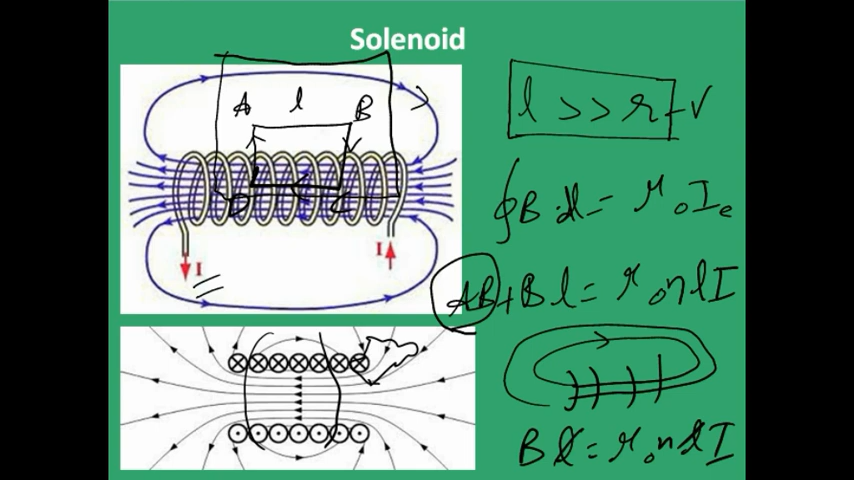 Solenoid
A l B
D C
I I
l >> r
∮B·dl = μ₀Iₑ
AB + Bl = μ₀nlI
Bl = μ₀nlI